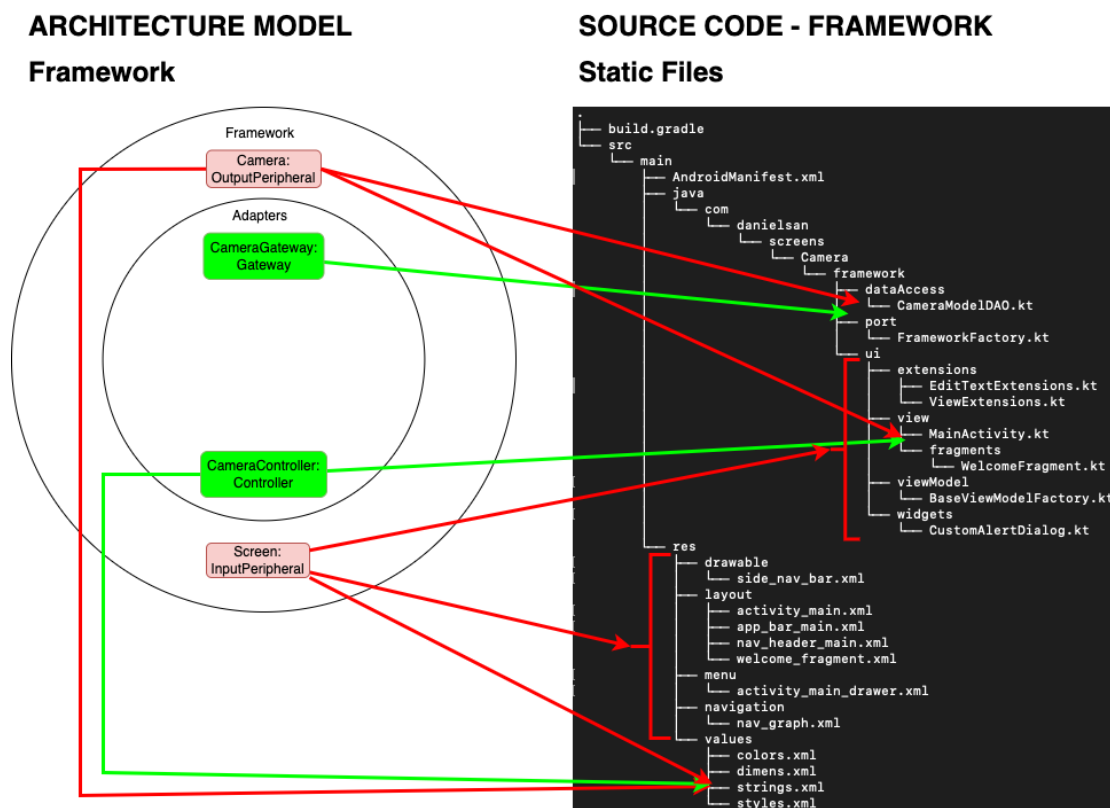 ARCHITECTURE MODEL
Framework
SOURCE CODE - FRAMEWORK
Static Files
Framework
Camera:
OutputPeripheral
Adapters
CameraGateway:
Gateway
CameraController:
Controller
Screen:
InputPeripheral
.
├── build.gradle
└── src
└── main
├── AndroidManifest.xml
├── java
│ └── com
│ └── danielsan
│ └── screens
│ └── Camera
│ └── framework
│ ├── dataAccess
│ │ └── CameraModelDAO.kt
│ ├── port
│ │ └── FrameworkFactory.kt
│ └── ui
│ ├── extensions
│ │ ├── EditTextExtensions.kt
│ │ └── ViewExtensions.kt
│ ├── view
│ │ ├── MainActivity.kt
│ │ └── fragments
│ │ └── WelcomeFragment.kt
│ ├── viewModel
│ │ └── BaseViewModelFactory.kt
│ └── widgets
│ └── CustomAlertDialog.kt
└── res
├── drawable
│ └── side_nav_bar.xml
├── layout
│ ├── activity_main.xml
│ ├── app_bar_main.xml
│ ├── nav_header_main.xml
│ └── welcome_fragment.xml
├── menu
│ └── activity_main_drawer.xml
├── navigation
│ └── nav_graph.xml
└── values
├── colors.xml
├── dimens.xml
├── strings.xml
└── styles.xml